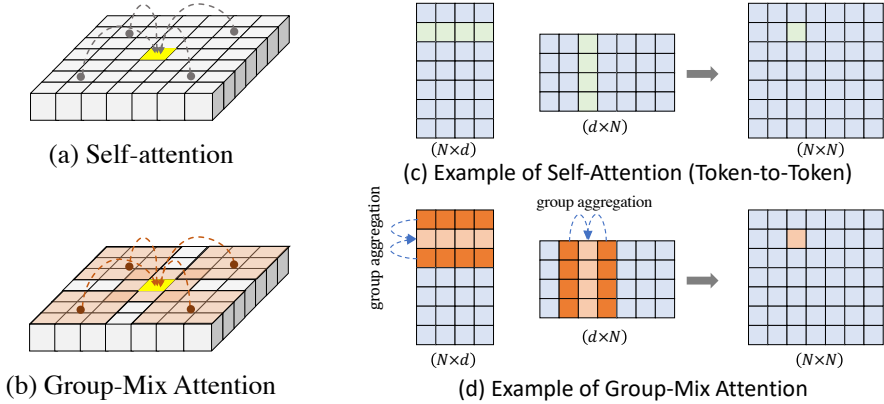 (a) Self-attention
(N×d)
(d×N)
(N×N)
(c) Example of Self-Attention (Token-to-Token)
(b) Group-Mix Attention
group aggregation
group aggregation
(N×d)
(d×N)
(N×N)
(d) Example of Group-Mix Attention